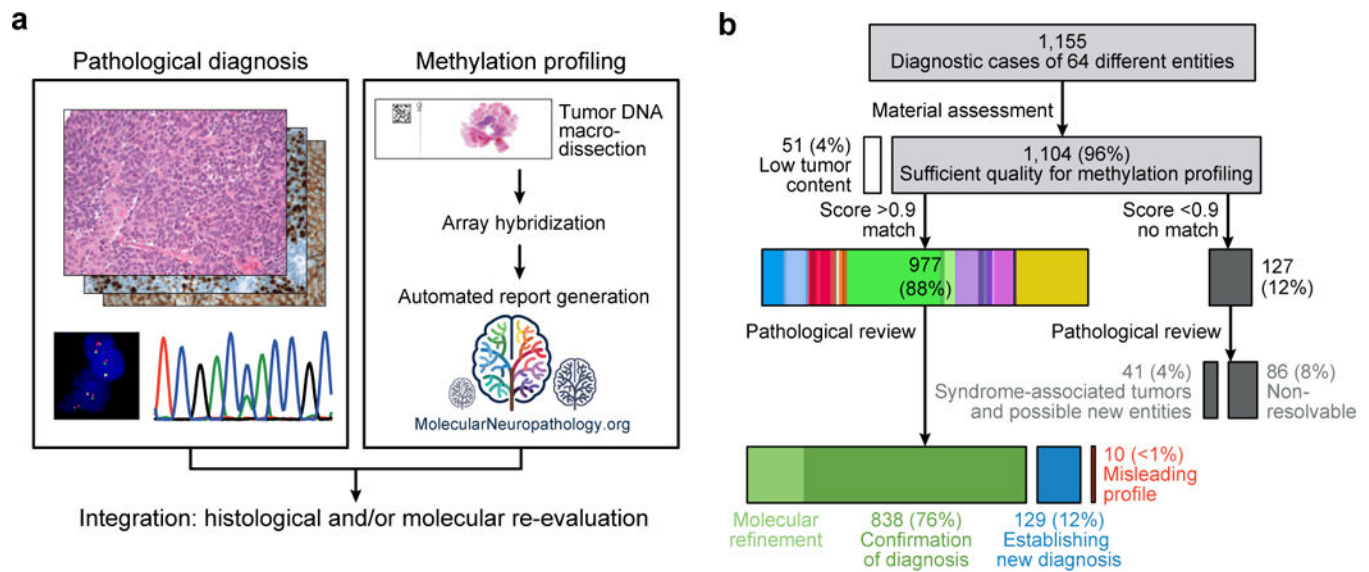 a
Pathological diagnosis
Methylation profiling
Tumor DNA
macro-
dissection
Array hybridization
Automated report generation
MolecularNeuropathology.org
Integration: histological and/or molecular re-evaluation
b
1,155
Diagnostic cases of 64 different entities
Material assessment
51 (4%)
Low tumor
content
1,104 (96%)
Sufficient quality for methylation profiling
Score >0.9
match
Score <0.9
no match
977
(88%)
127
(12%)
Pathological review
Pathological review
41 (4%)
Syndrome-associated tumors
and possible new entities
86 (8%)
Non-
resolvable
10 (<1%)
Misleading
profile
Molecular
refinement
838 (76%)
Confirmation
of diagnosis
129 (12%)
Establishing
new diagnosis